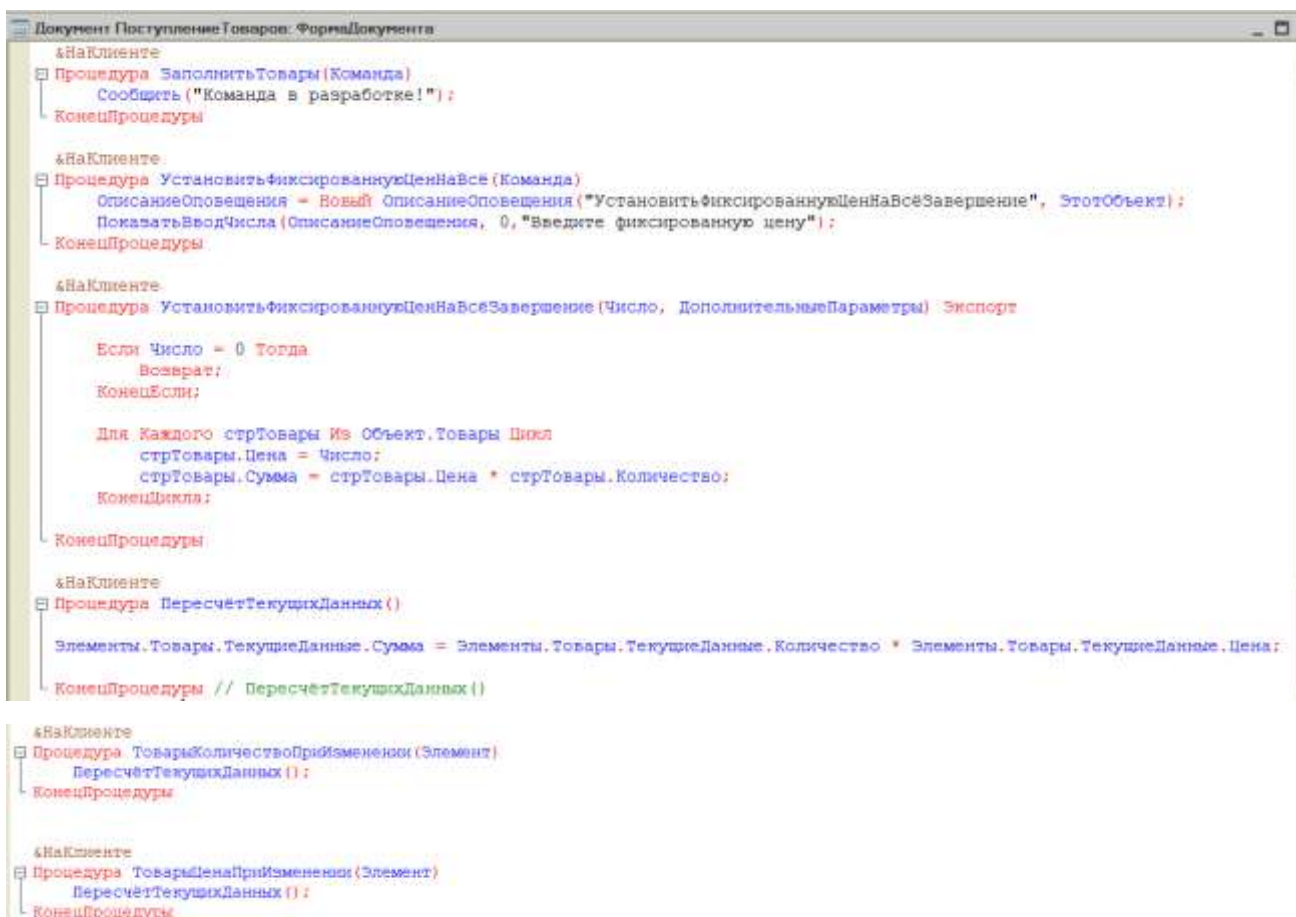 Документ ПоступлениеТоваров: ФормаДокумента
&НаКлиенте
Процедура ЗаполнитьТовары(Команда)
Сообщить("Команда в разработке!");
КонецПроцедуры
&НаКлиенте
Процедура УстановитьФиксированнуюЦенНаВсё(Команда)
ОписаниеОповещения = Новый ОписаниеОповещения("УстановитьФиксированнуюЦенНаВсёЗавершение", ЭтотОбъект);
ПоказатьВводЧисла(ОписаниеОповещения, 0,"Введите фиксированную цену");
КонецПроцедуры
&НаКлиенте
Процедура УстановитьФиксированнуюЦенНаВсёЗавершение(Число, ДополнительныеПараметры) Экспорт
Если Число = 0 Тогда
Возврат;
КонецЕсли;
Для Каждого стрТовары Из Объект.Товары Цикл
стрТовары.Цена = Число;
стрТовары.Сумма = стрТовары.Цена * стрТовары.Количество;
КонецЦикла;
КонецПроцедуры
&НаКлиенте
Процедура ПересчётТекущихДанных()
Элементы.Товары.ТекущиеДанные.Сумма = Элементы.Товары.ТекущиеДанные.Количество * Элементы.Товары.ТекущиеДанные.Цена;
КонецПроцедуры // ПересчётТекущихДанных()
&НаКлиенте
Процедура ТоварыКоличествоПриИзменении(Элемент)
ПересчётТекущихДанных();
КонецПроцедуры
&НаКлиенте
Процедура ТоварыЦенаПриИзменении(Элемент)
ПересчётТекущихДанных();
КонецПроцедуры